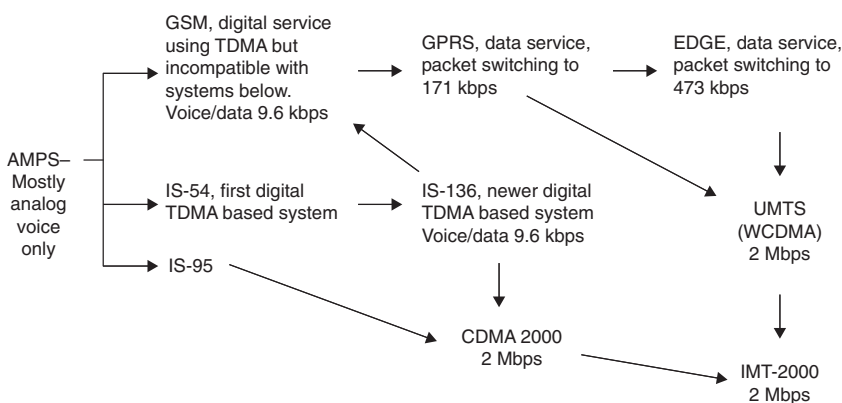 GSM, digital service
using TDMA but
incompatible with
systems below.
Voice/data 9.6 kbps
GPRS, data service,
packet switching to
171 kbps
EDGE, data service,
packet switching to
473 kbps
AMPS–
Mostly
analog
voice
only
IS-54, first digital
TDMA based system
IS-136, newer digital
TDMA based system
Voice/data 9.6 kbps
UMTS
(WCDMA)
2 Mbps
IS-95
CDMA 2000
2 Mbps
IMT-2000
2 Mbps